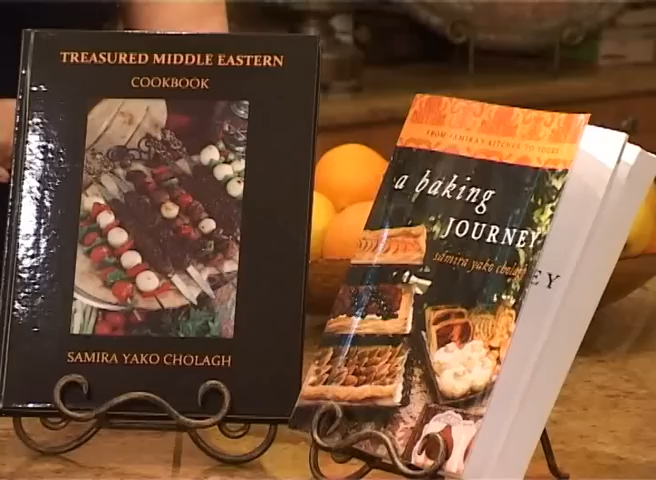 TREASURED MIDDLE EASTERN
COOKBOOK
SAMIRA YAKO CHOLAGH
FROM SAMIRA'S KITCHEN TO YOURS
a baking
JOURNEY
samira yako cholagh
EY